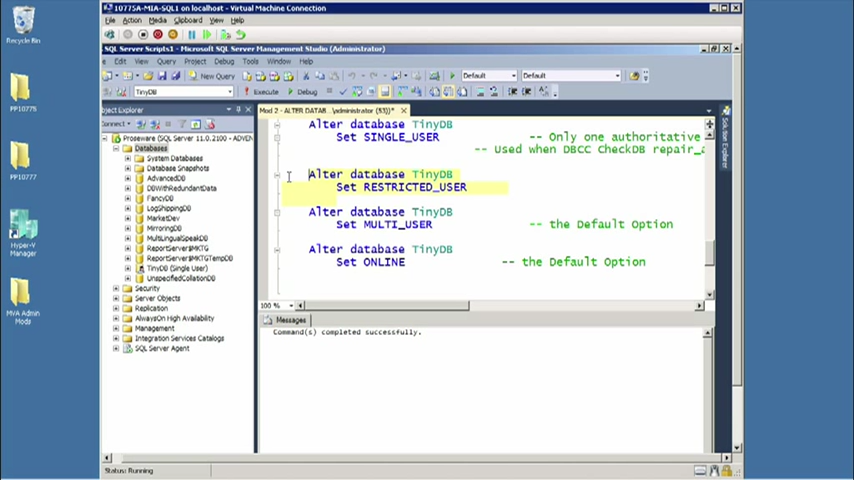 10775A-MIA-SQL1 on localhost - Virtual Machine Connection
File Action Media Clipboard View Help
Recycle Bin
PP10775
PP10777
Hyper-V
Manager
MVA Admin
Mods
SQL Server Scripts1 - Microsoft SQL Server Management Studio (Administrator)
Edit View Query Project Debug Tools Window Help
New Query
Default
Default
TinyDB
Execute
Debug
bject Explorer
onnect
Proseware (SQL Server 11.0.2100 - ADVEN
Databases
System Databases
Database Snapshots
AdvancedDB
DBWithRedundantData
FancyDB
LogShippingDB
MarketDev
MirroringDB
MultiLingualSpeakDB
ReportServer$MKTG
ReportServer$MKTGTempDB
TinyDB (Single User)
UnspecifiedCollationDB
Security
Server Objects
Replication
AlwaysOn High Availability
Management
Integration Services Catalogs
SQL Server Agent
Mod 2 - ALTER DATAB...\administrator (53))*
Alter database TinyDB
Set SINGLE_USER -- Only one authoritative
-- Used when DBCC CheckDB repair_a
Alter database TinyDB
Set RESTRICTED_USER
Alter database TinyDB
Set MULTI_USER -- the Default Option
Alter database TinyDB
Set ONLINE -- the Default Option
100 %
Messages
Command(s) completed successfully.
Solution Explorer
Status: Running